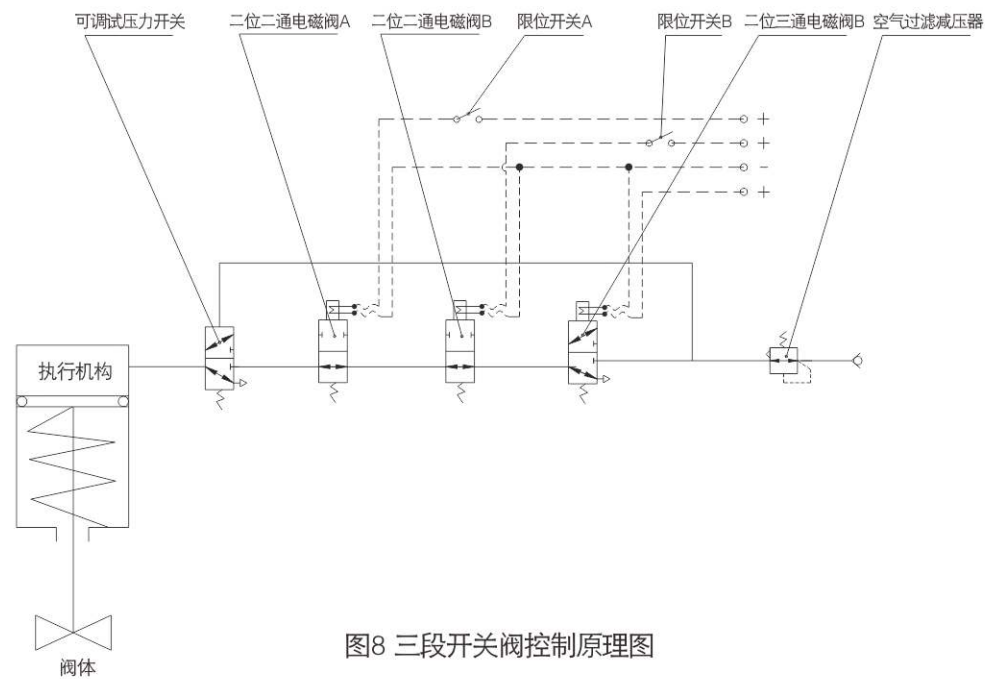 可调试压力开关
二位二通电磁阀A
二位二通电磁阀B
限位开关A
限位开关B
二位三通电磁阀B
空气过滤减压器
+
+
-
+
执行机构
阀体
图8 三段开关阀控制原理图